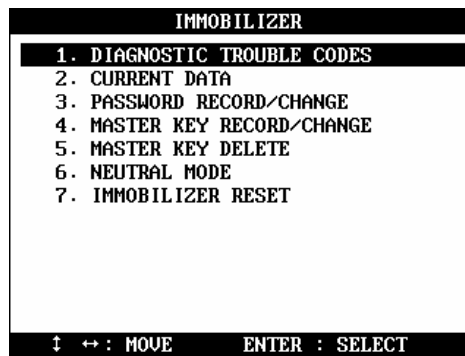 IMMOBILIZER
1. DIAGNOSTIC TROUBLE CODES
2. CURRENT DATA
3. PASSWORD RECORD/CHANGE
4. MASTER KEY RECORD/CHANGE
5. MASTER KEY DELETE
6. NEUTRAL MODE
7. IMMOBILIZER RESET
↕ ↔ : MOVE ENTER : SELECT